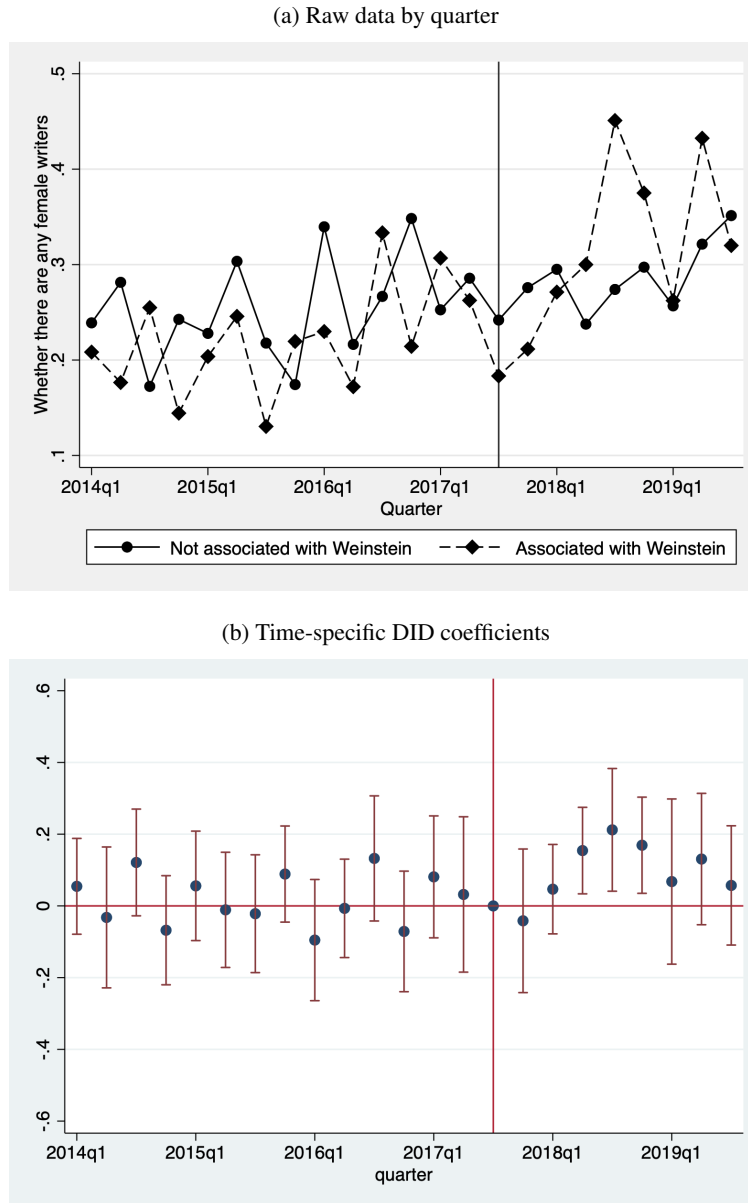 (a) Raw data by quarter
Whether there are any female writers
.5
.4
.3
.2
.1
2014q1 2015q1 2016q1 2017q1 2018q1 2019q1
Quarter
Not associated with Weinstein Associated with Weinstein
(b) Time-specific DID coefficients
.6
.4
.2
0
-.2
-.4
-.6
2014q1 2015q1 2016q1 2017q1 2018q1 2019q1
quarter